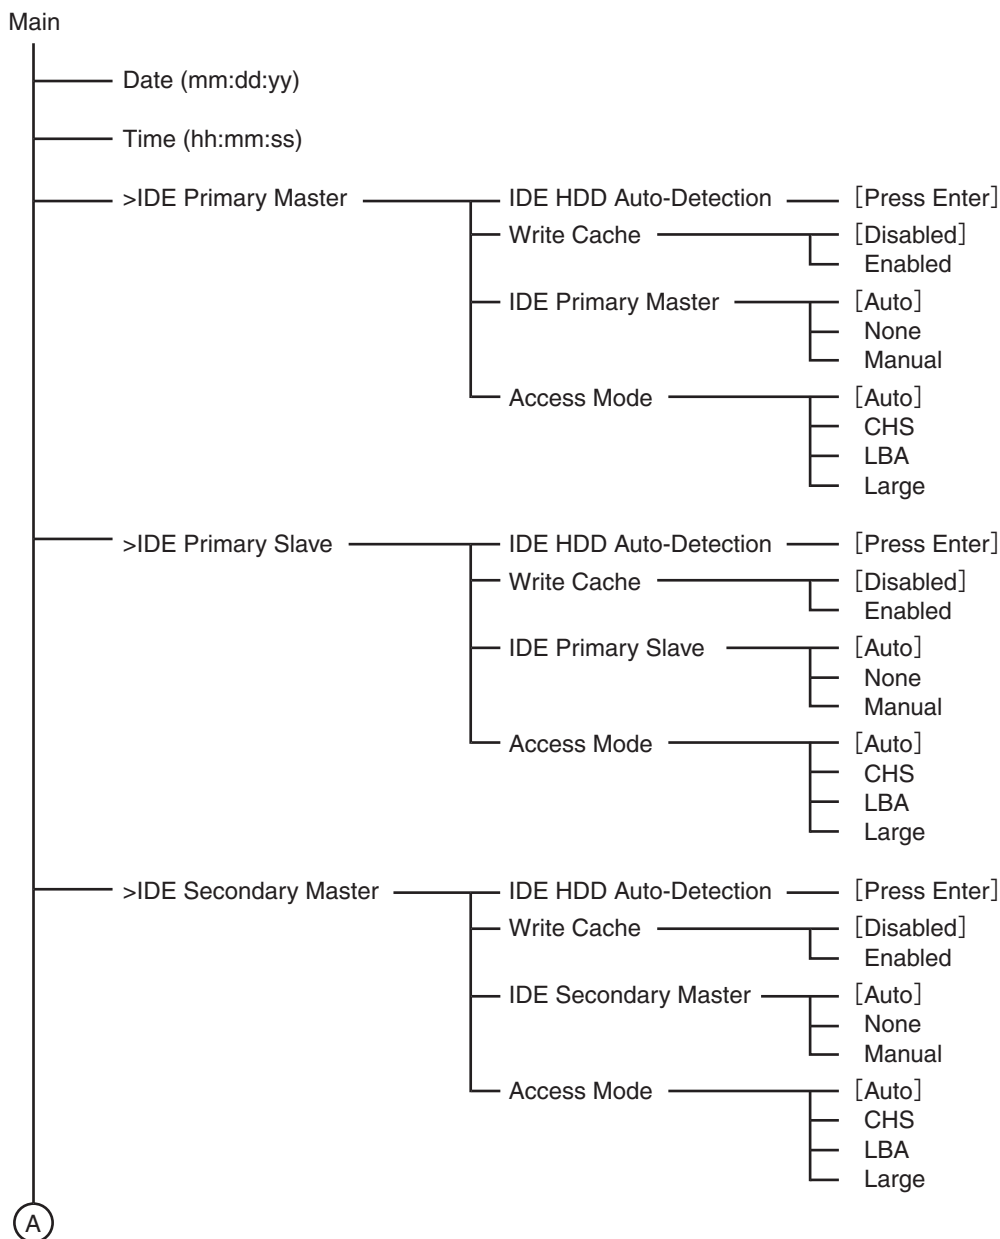 Main
Date (mm:dd:yy)
Time (hh:mm:ss)
>IDE Primary Master
IDE HDD Auto-Detection
[Press Enter]
Write Cache
[Disabled]
Enabled
IDE Primary Master
[Auto]
None
Manual
Access Mode
[Auto]
CHS
LBA
Large
>IDE Primary Slave
IDE HDD Auto-Detection
[Press Enter]
Write Cache
[Disabled]
Enabled
IDE Primary Slave
[Auto]
None
Manual
Access Mode
[Auto]
CHS
LBA
Large
>IDE Secondary Master
IDE HDD Auto-Detection
[Press Enter]
Write Cache
[Disabled]
Enabled
IDE Secondary Master
[Auto]
None
Manual
Access Mode
[Auto]
CHS
LBA
Large
A